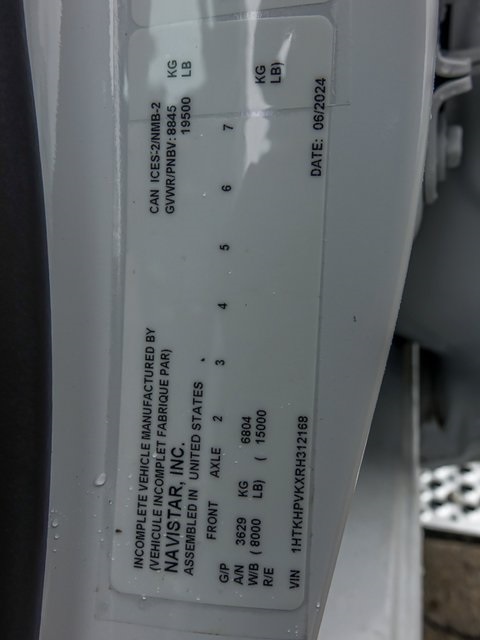 INCOMPLETE VEHICLE MANUFACTURED BY
(VEHICULE INCOMPLET FABRIQUE PAR)
NAVISTAR, INC.
ASSEMBLED IN UNITED STATES
CAN ICES-2/NMB-2
GVWR/PNBV: 8845 KG
19500 LB
FRONT AXLE 2 3 4 5 6 7
G/P
A/N 3629 KG 6804 KG
W/B ( 8000 LB) ( 15000 LB)
R/E
VIN 1HTKHPVKXRH312168 DATE: 06/2024